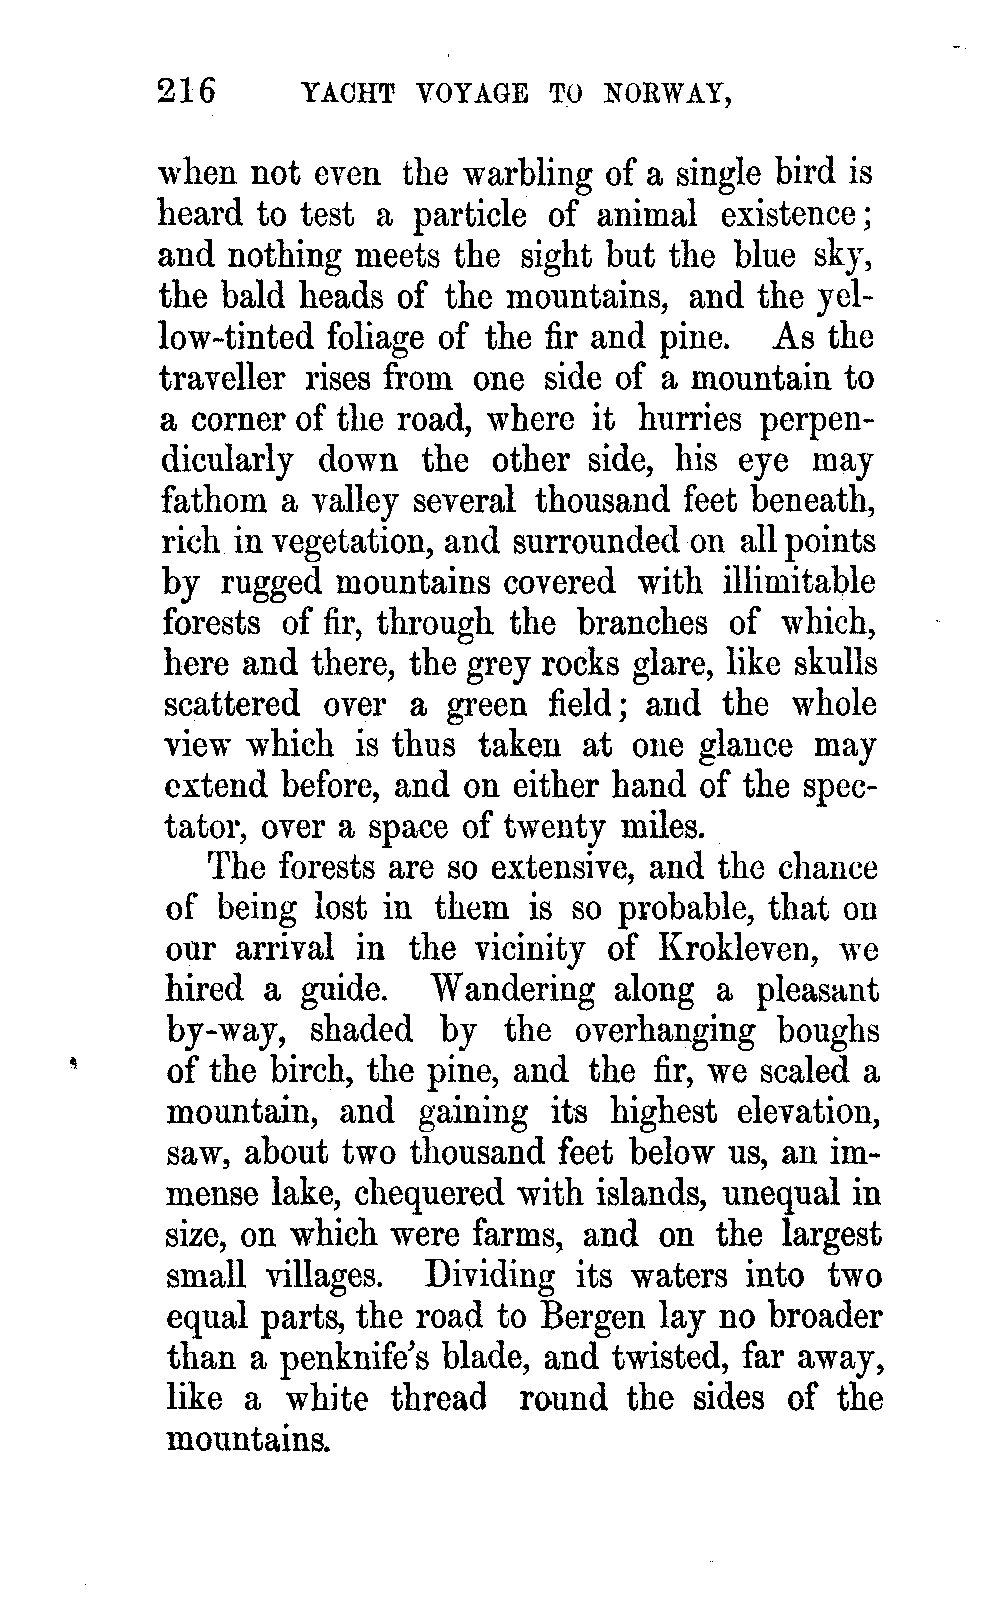 216 YACHT VOYAGE TO NORWAY,
when not even the warbling of a single bird is
heard to test a particle of animal existence;
and nothing meets the sight but the blue sky,
the bald heads of the mountains, and the yel-
low-tinted foliage of the fir and pine. As the
traveller rises from one side of a mountain to
a corner of the road, where it hurries perpen-
dicularly down the other side, his eye may
fathom a valley several thousand feet beneath,
rich in vegetation, and surrounded on all points
by rugged mountains covered with illimitable
forests of fir, through the branches of which,
here and there, the grey rocks glare, like skulls
scattered over a green field; and the whole
view which is thus taken at one glance may
extend before, and on either hand of the spec-
tator, over a space of twenty miles.
The forests are so extensive, and the chance
of being lost in them is so probable, that on
our arrival in the vicinity of Krokleven, we
hired a guide. Wandering along a pleasant
by-way, shaded by the overhanging boughs
of the birch, the pine, and the fir, we scaled a
mountain, and gaining its highest elevation,
saw, about two thousand feet below us, an im-
mense lake, chequered with islands, unequal in
size, on which were farms, and on the largest
small villages. Dividing its waters into two
equal parts, the road to Bergen lay no broader
than a penknife's blade, and twisted, far away,
like a white thread round the sides of the
mountains.